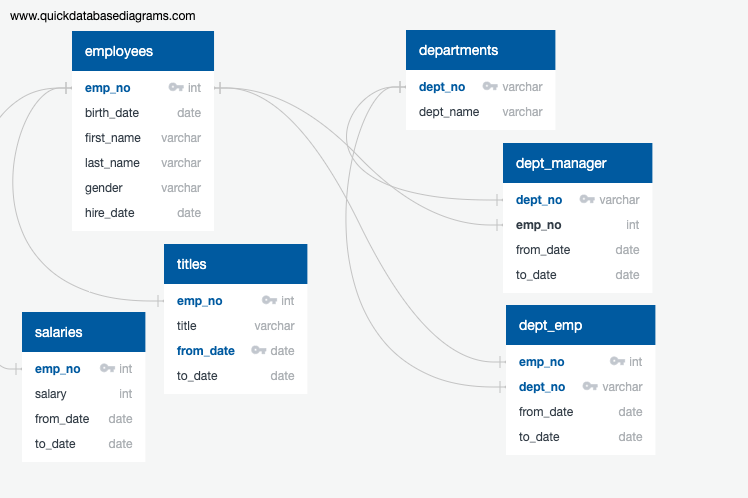 www.quickdatabasediagrams.com
employees
emp_no int
birth_date date
first_name varchar
last_name varchar
gender varchar
hire_date date
departments
dept_no varchar
dept_name varchar
dept_manager
dept_no varchar
emp_no int
from_date date
to_date date
titles
emp_no int
title varchar
from_date date
to_date date
salaries
emp_no int
salary int
from_date date
to_date date
dept_emp
emp_no int
dept_no varchar
from_date date
to_date date